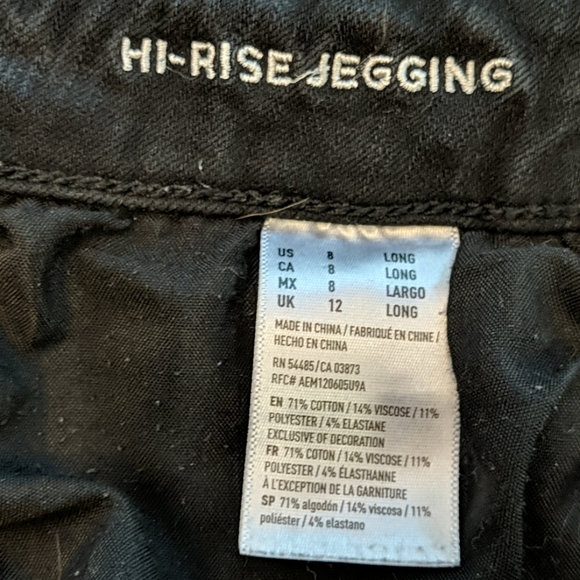 HI-RISE JEGGING
US 8 LONG
CA 8 LONG
MX 8 LARGO
UK 12 LONG
MADE IN CHINA / FABRIQUÉ EN CHINE /
HECHO EN CHINA
RN 54485 / CA 03873
RFC# AEM120605U9A
EN 71% COTTON / 14% VISCOSE / 11%
POLYESTER / 4% ELASTANE
EXCLUSIVE OF DECORATION
FR 71% COTON / 14% VISCOSE / 11%
POLYESTER / 4% ÉLASTHANNE
À L'EXCEPTION DE LA GARNITURE
SP 71% algodón / 14% viscosa / 11%
poliéster / 4% elastano